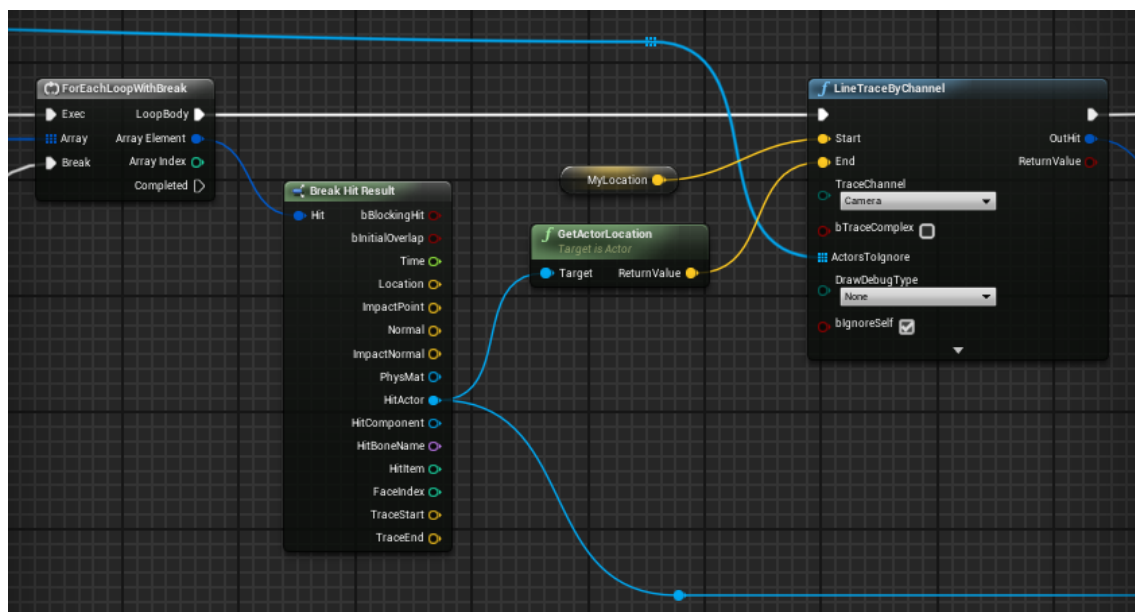 ForEachLoopWithBreak
Exec LoopBody
Array Array Element
Break Array Index
Completed
Break Hit Result
Hit bBlockingHit
bInitialOverlap
Time
Location
ImpactPoint
Normal
ImpactNormal
PhysMat
HitActor
HitComponent
HitBoneName
HitItem
FaceIndex
TraceStart
TraceEnd
MyLocation
f GetActorLocation
Target is Actor
Target ReturnValue
f LineTraceByChannel
Start OutHit
End ReturnValue
TraceChannel
Camera
bTraceComplex
ActorsToIgnore
DrawDebugType
None
bIgnoreSelf